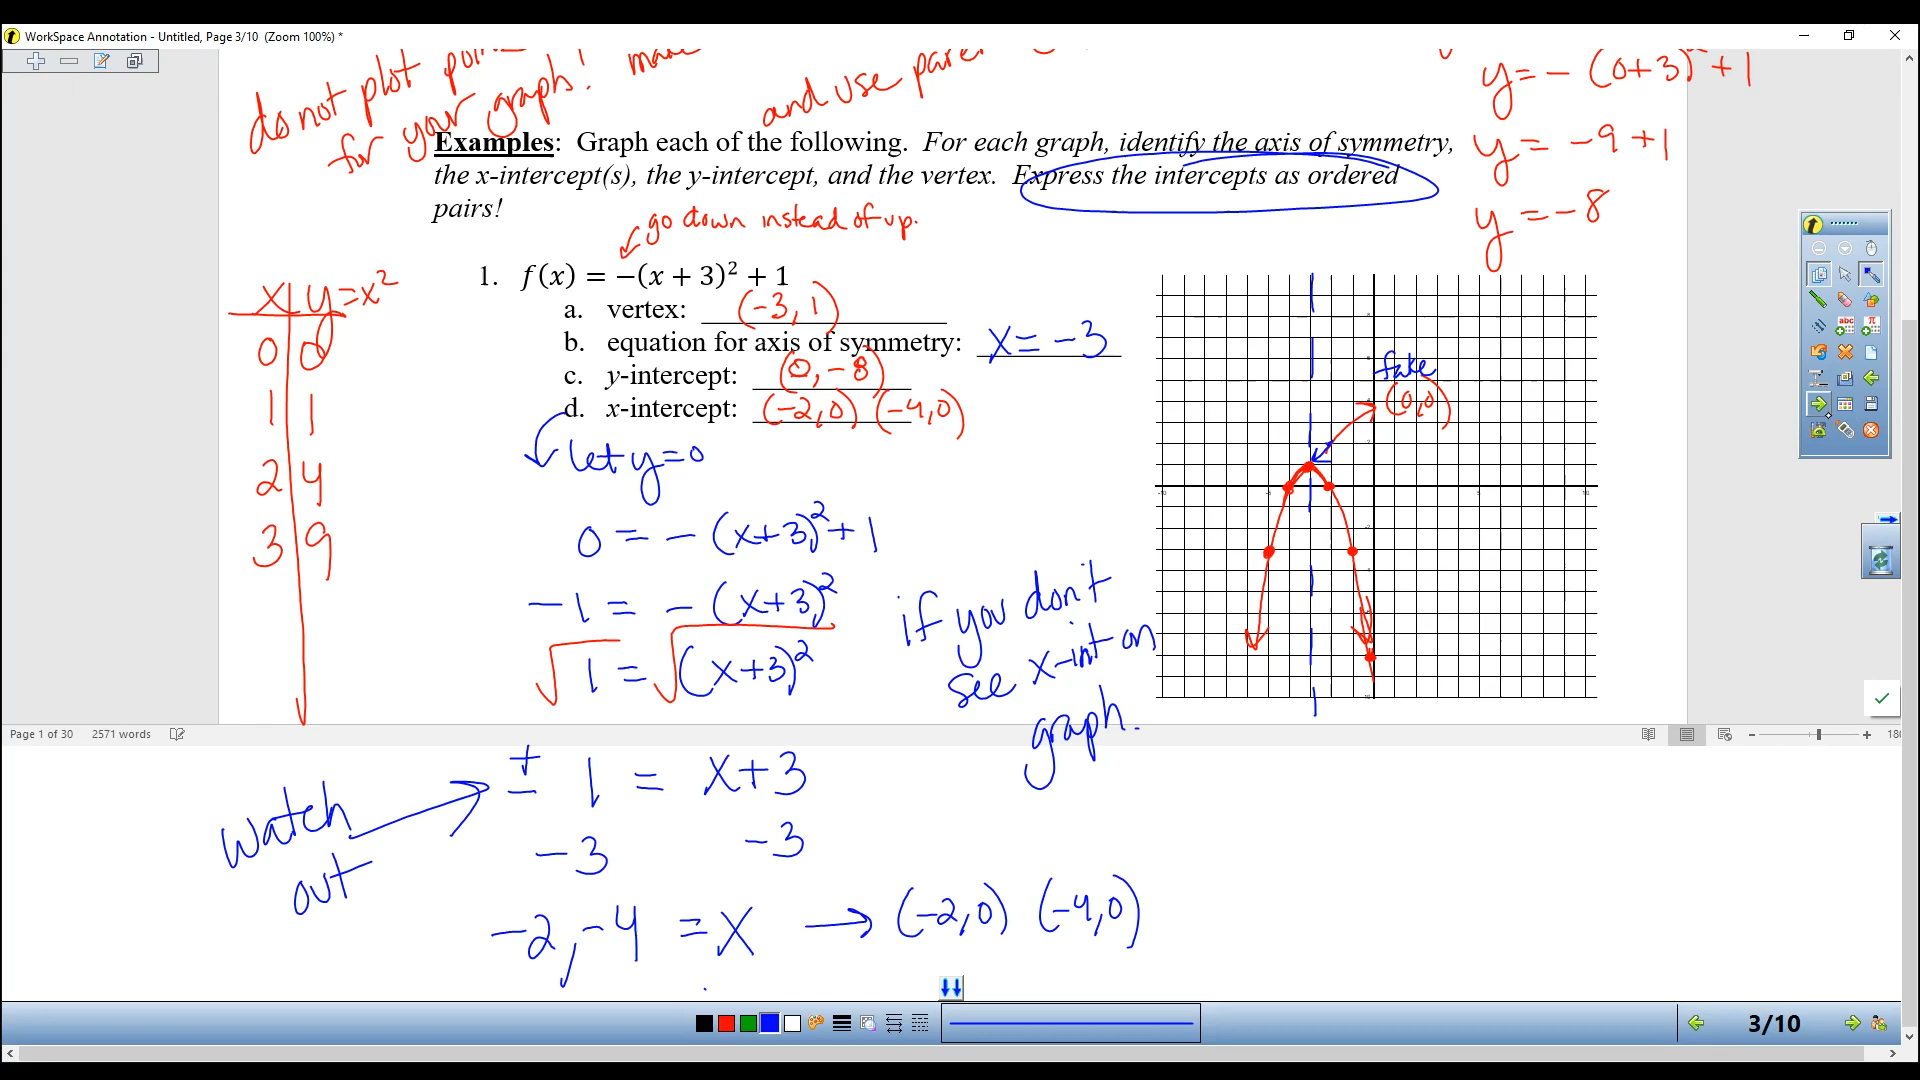 WorkSpace Annotation - Untitled, Page 3/10 (Zoom 100%) *
do not plot
for your graph!
and use
y = - (0+3)² + 1
y = -9 + 1
y = -8
Examples: Graph each of the following. For each graph, identify the axis of symmetry,
the x-intercept(s), the y-intercept, and the vertex. Express the intercepts as ordered
pairs!
go down instead of up.
1. f(x) = −(x + 3)² + 1
a. vertex: (-3, 1)
b. equation for axis of symmetry: x = -3
c. y-intercept: (0, -8)
d. x-intercept: (-2,0) (-4,0)
x | y = x²
0 | 0
1 | 1
2 | 4
3 | 9
fake
(0,0)
let y = 0
0 = - (x+3)² + 1
-1 = - (x+3)²
√1 = √(x+3)²
if you don't
see x-int on
graph.
Page 1 of 30 2571 words
± 1 = x+3
-3 -3
watch
out
-2, -4 = x → (-2,0) (-4,0)
3/10